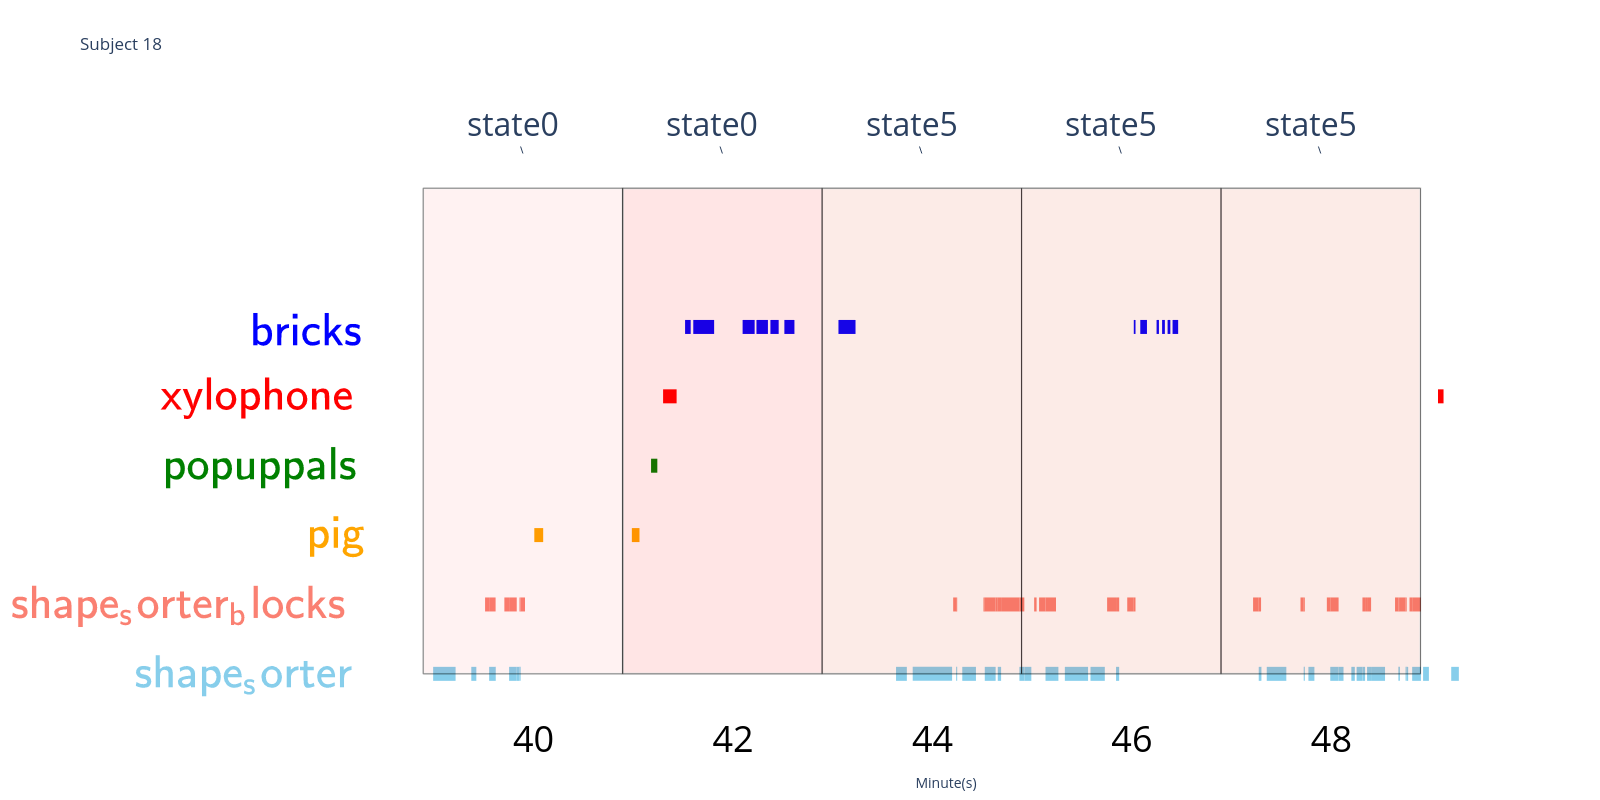 Subject 18
state0 state0 state5 state5 state5
bricks
xylophone
popuppals
pig
shapesorterblocks
shapesorter
40 42 44 46 48
Minute(s)